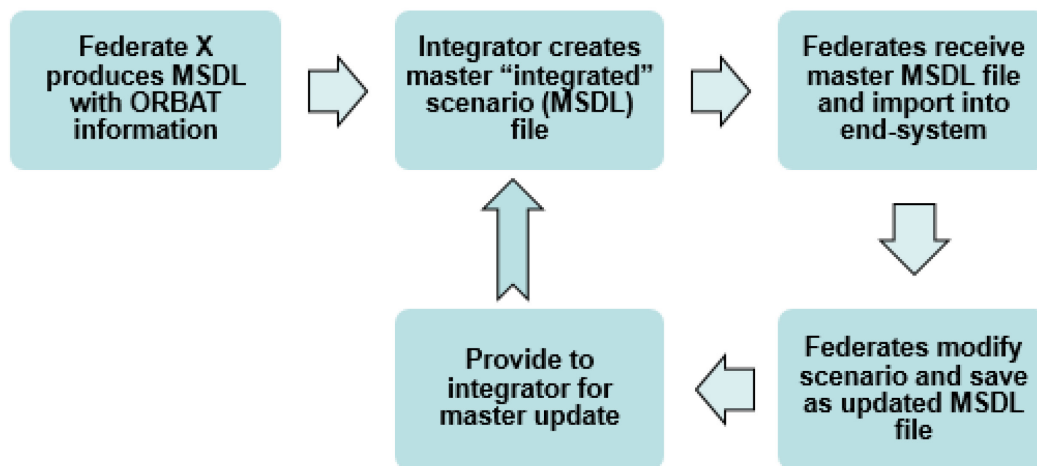 Federate X
produces MSDL
with ORBAT
information
Integrator creates
master “integrated”
scenario (MSDL)
file
Federates receive
master MSDL file
and import into
end-system
Provide to
integrator for
master update
Federates modify
scenario and save
as updated MSDL
file